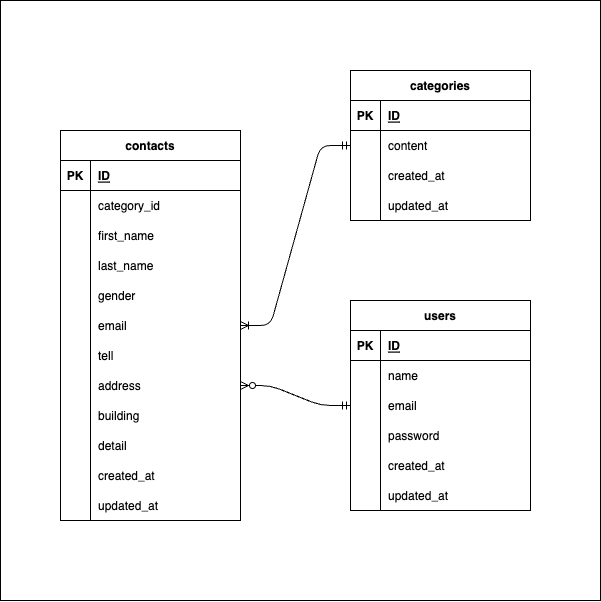 contacts
PK ID
category_id
first_name
last_name
gender
email
tell
address
building
detail
created_at
updated_at
categories
PK ID
content
created_at
updated_at
users
PK ID
name
email
password
created_at
updated_at